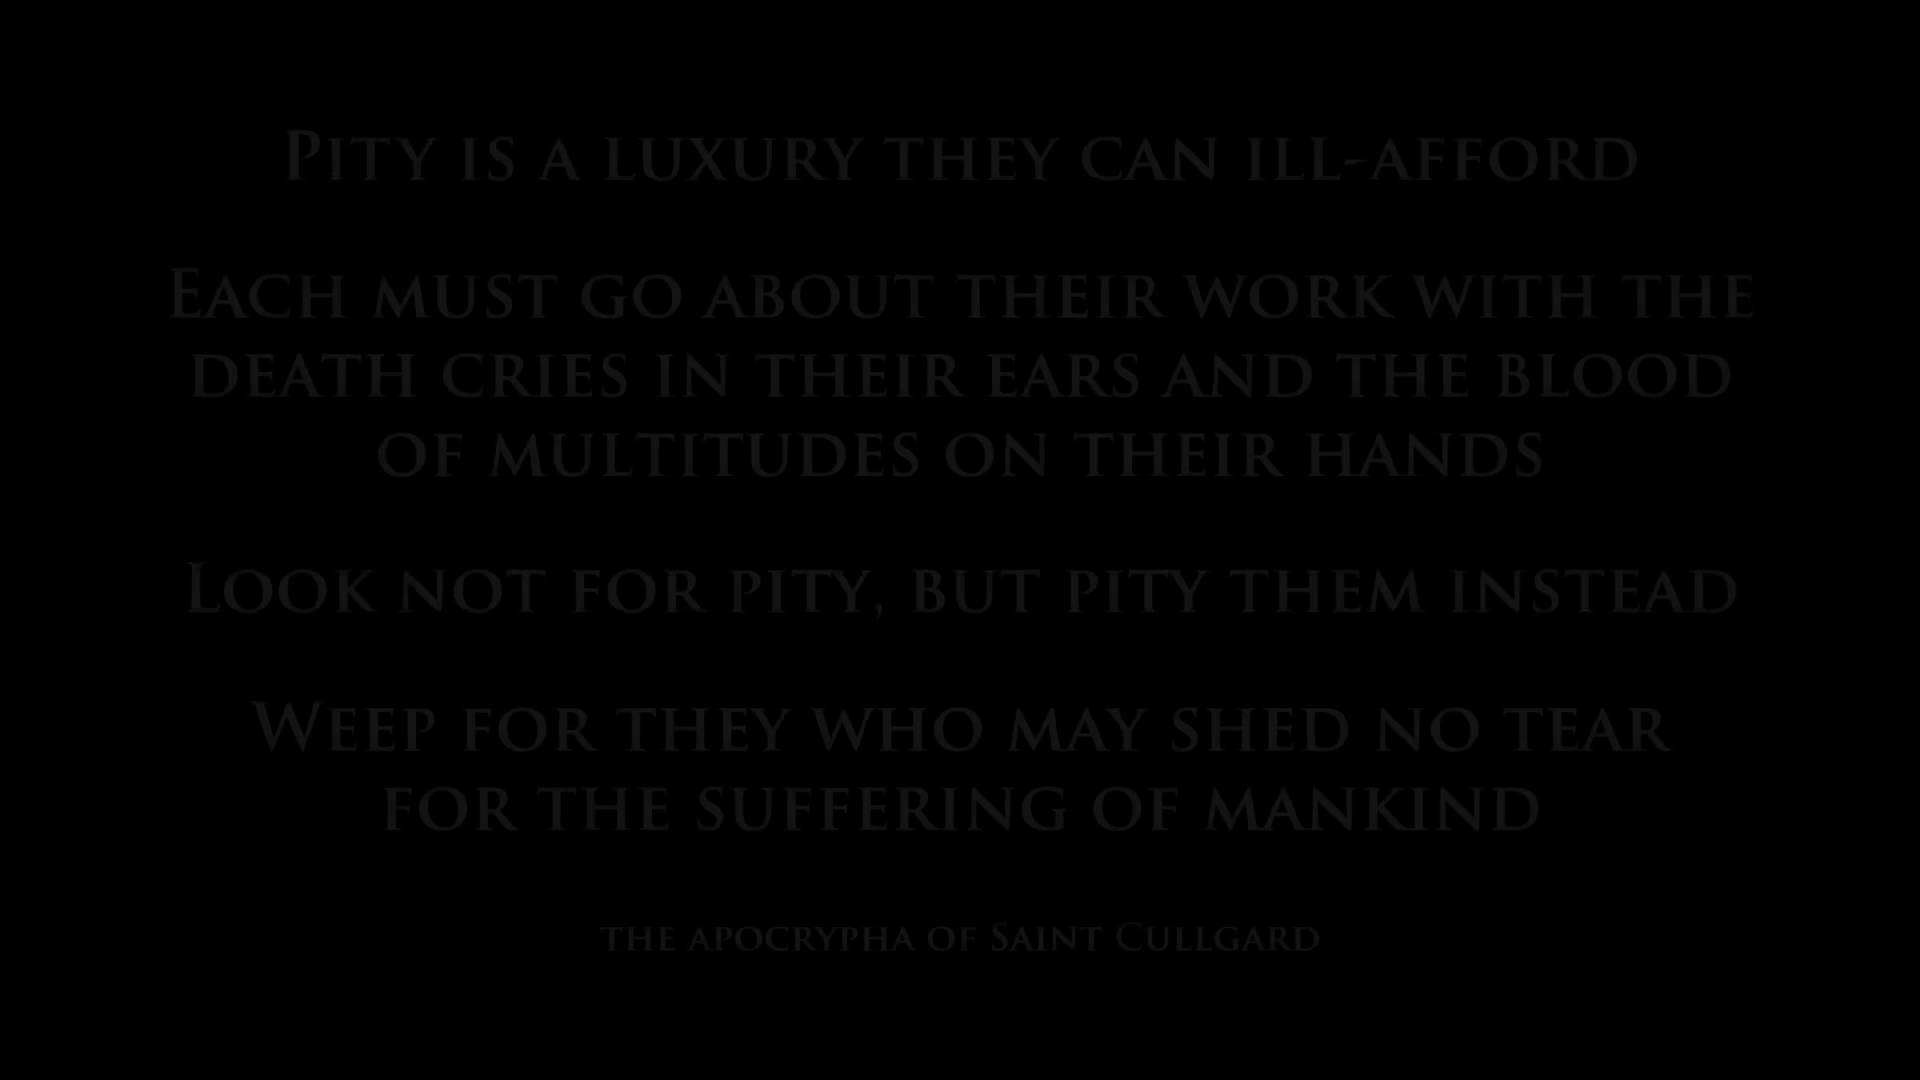 Pity is a luxury they can ill-afford
Each must go about their work with the
death cries in their ears and the blood
of multitudes on their hands
Look not for pity, but pity them instead
Weep for they who may shed no tear
for the suffering of mankind
the apocrypha of Saint Cullgard